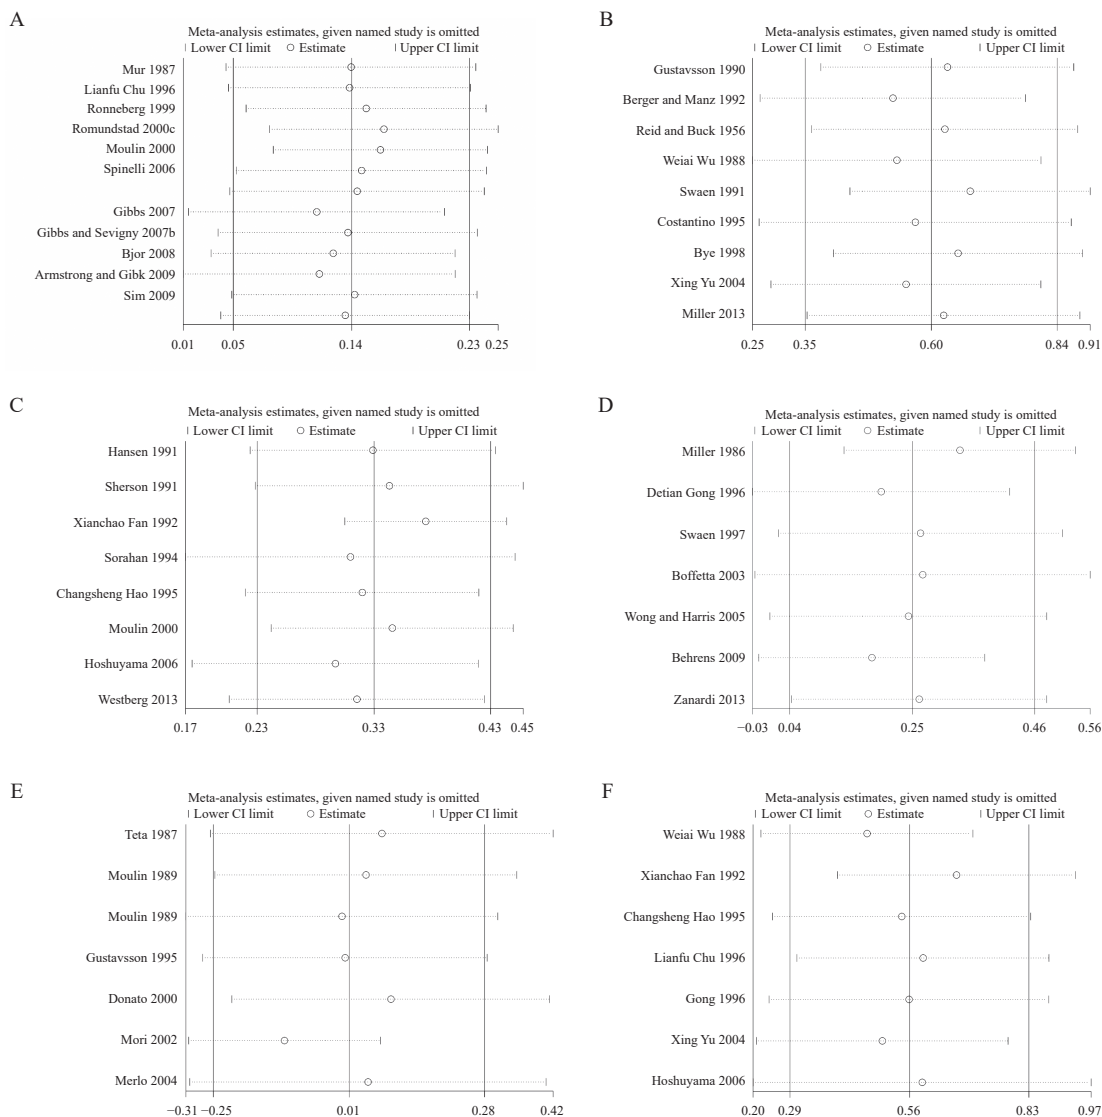 A
Meta-analysis estimates, given named study is omitted
Lower CI limit Estimate Upper CI limit
Mur 1987
Lianfu Chu 1996
Ronneberg 1999
Romundstad 2000c
Moulin 2000
Spinelli 2006
Gibbs 2007
Gibbs and Sevigny 2007b
Bjor 2008
Armstrong and Gibk 2009
Sim 2009
0.01 0.05 0.14 0.23 0.25
B
Meta-analysis estimates, given named study is omitted
Lower CI limit Estimate Upper CI limit
Gustavsson 1990
Berger and Manz 1992
Reid and Buck 1956
Weiai Wu 1988
Swaen 1991
Costantino 1995
Bye 1998
Xing Yu 2004
Miller 2013
0.25 0.35 0.60 0.84 0.91
C
Meta-analysis estimates, given named study is omitted
Lower CI limit Estimate Upper CI limit
Hansen 1991
Sherson 1991
Xianchao Fan 1992
Sorahan 1994
Changsheng Hao 1995
Moulin 2000
Hoshuyama 2006
Westberg 2013
0.17 0.23 0.33 0.43 0.45
D
Meta-analysis estimates, given named study is omitted
Lower CI limit Estimate Upper CI limit
Miller 1986
Detian Gong 1996
Swaen 1997
Boffetta 2003
Wong and Harris 2005
Behrens 2009
Zanardi 2013
−0.03 0.04 0.25 0.46 0.56
E
Meta-analysis estimates, given named study is omitted
Lower CI limit Estimate Upper CI limit
Teta 1987
Moulin 1989
Moulin 1989
Gustavsson 1995
Donato 2000
Mori 2002
Merlo 2004
−0.31 −0.25 0.01 0.28 0.42
F
Meta-analysis estimates, given named study is omitted
Lower CI limit Estimate Upper CI limit
Weiai Wu 1988
Xianchao Fan 1992
Changsheng Hao 1995
Lianfu Chu 1996
Gong 1996
Xing Yu 2004
Hoshuyama 2006
0.20 0.29 0.56 0.83 0.97